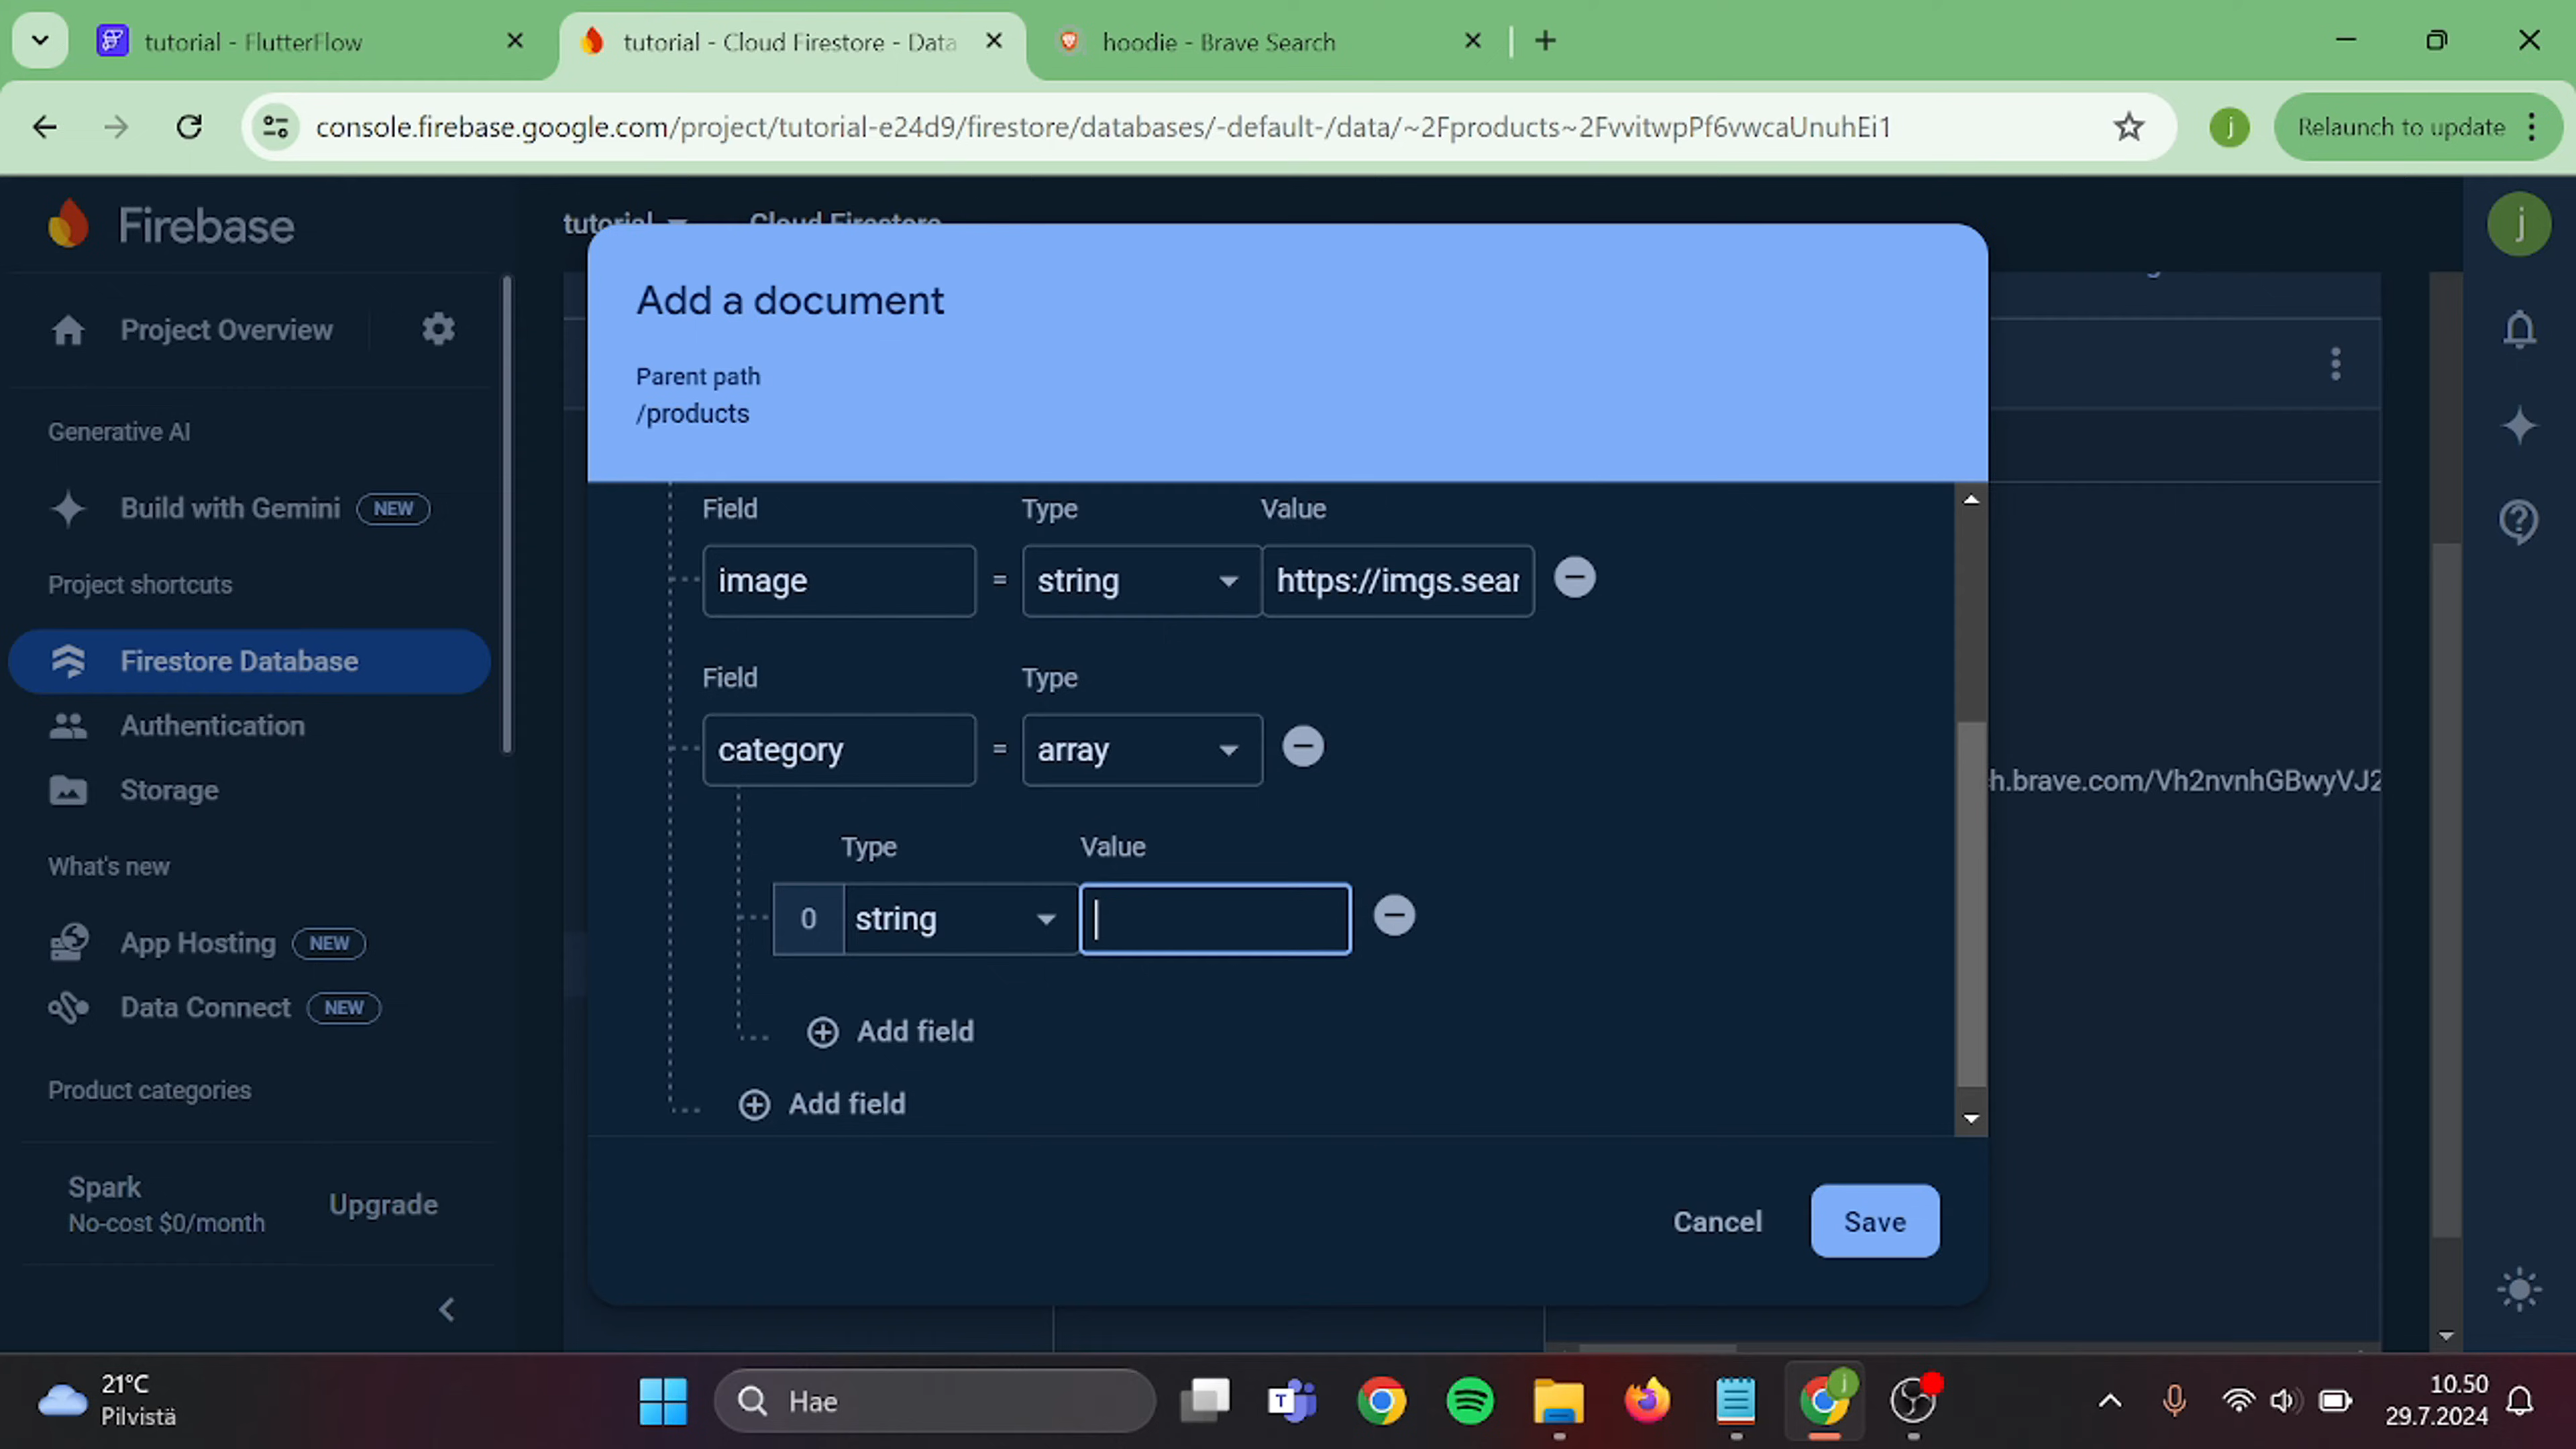 tutorial - FlutterFlow
tutorial - Cloud Firestore - Data
hoodie - Brave Search
console.firebase.google.com/project/tutorial-e24d9/firestore/databases/-default-/data/~2Fproducts~2FvvitwpPf6vwcaUnuhEi1
j
Relaunch to update
Firebase
tutorial
Cloud Firestore
j
Project Overview
Generative AI
Build with Gemini NEW
Project shortcuts
Firestore Database
Authentication
Storage
What's new
App Hosting NEW
Data Connect NEW
Product categories
Spark
No-cost $0/month
Upgrade
Add a document
Parent path
/products
Field Type Value
image = string https://imgs.sear
Field Type
category = array
Type Value
0 string
Add field
Add field
Cancel Save
h.brave.com/Vh2nvnhGBwyVJ2
21°C
Pilvistä
Hae
T
j
10.50
29.7.2024